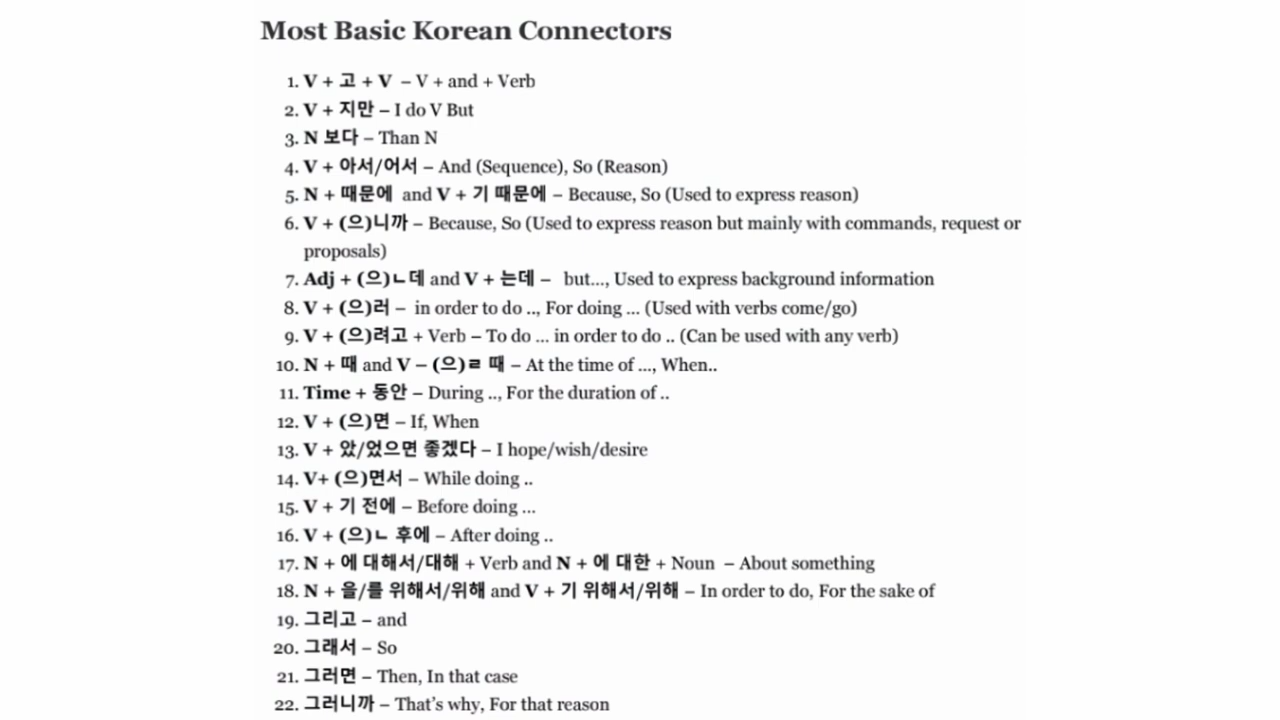 Most Basic Korean Connectors
1. V + 고 + V – V + and + Verb
2. V + 지만 – I do V But
3. N 보다 – Than N
4. V + 아서/어서 – And (Sequence), So (Reason)
5. N + 때문에 and V + 기 때문에 – Because, So (Used to express reason)
6. V + (으)니까 – Because, So (Used to express reason but mainly with commands, request or
proposals)
7. Adj + (으)ㄴ데 and V + 는데 – but..., Used to express background information
8. V + (으)러 – in order to do .., For doing ... (Used with verbs come/go)
9. V + (으)려고 + Verb – To do ... in order to do .. (Can be used with any verb)
10. N + 때 and V – (으)ㄹ 때 – At the time of ..., When..
11. Time + 동안 – During .., For the duration of ..
12. V + (으)면 – If, When
13. V + 았/었으면 좋겠다 – I hope/wish/desire
14. V+ (으)면서 – While doing ..
15. V + 기 전에 – Before doing ...
16. V + (으)ㄴ 후에 – After doing ..
17. N + 에 대해서/대해 + Verb and N + 에 대한 + Noun – About something
18. N + 을/를 위해서/위해 and V + 기 위해서/위해 – In order to do, For the sake of
19. 그리고 – and
20. 그래서 – So
21. 그러면 – Then, In that case
22. 그러니까 – That's why, For that reason